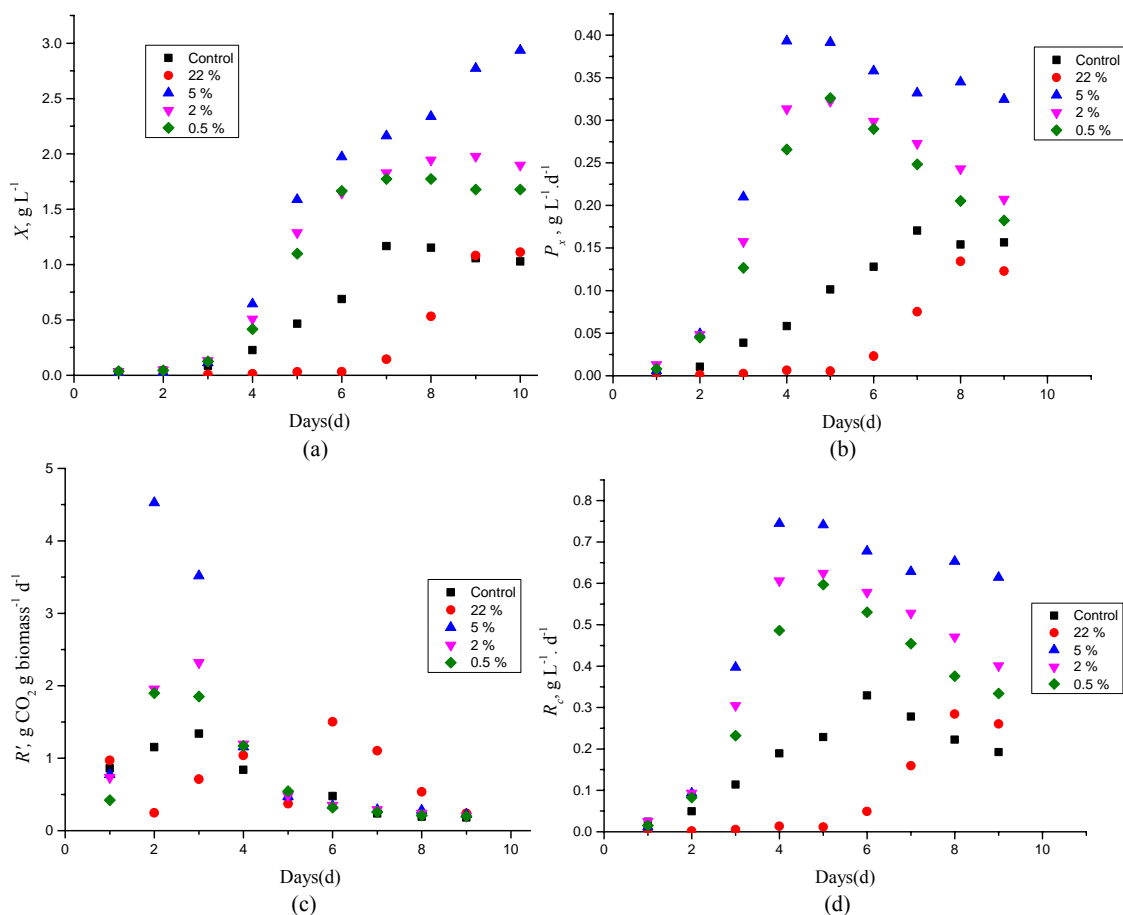 3.0
2.5
2.0
1.5
1.0
0.5
0.0
X, g L⁻¹
Control
22 %
5 %
2 %
0.5 %
0 2 4 6 8 10
Days(d)
(a)
0.40
0.35
0.30
0.25
0.20
0.15
0.10
0.05
0.00
Pₓ , g L⁻¹.d⁻¹
Control
22 %
5 %
2 %
0.5 %
0 2 4 6 8 10
Days(d)
(b)
5
4
3
2
1
0
R', g CO₂ g biomass⁻¹ d⁻¹
Control
22 %
5 %
2 %
0.5 %
0 2 4 6 8 10
Days(d)
(c)
0.8
0.7
0.6
0.5
0.4
0.3
0.2
0.1
0.0
R_c, g L⁻¹. d⁻¹
Control
22 %
5 %
2 %
0.5 %
0 2 4 6 8 10
Days(d)
(d)